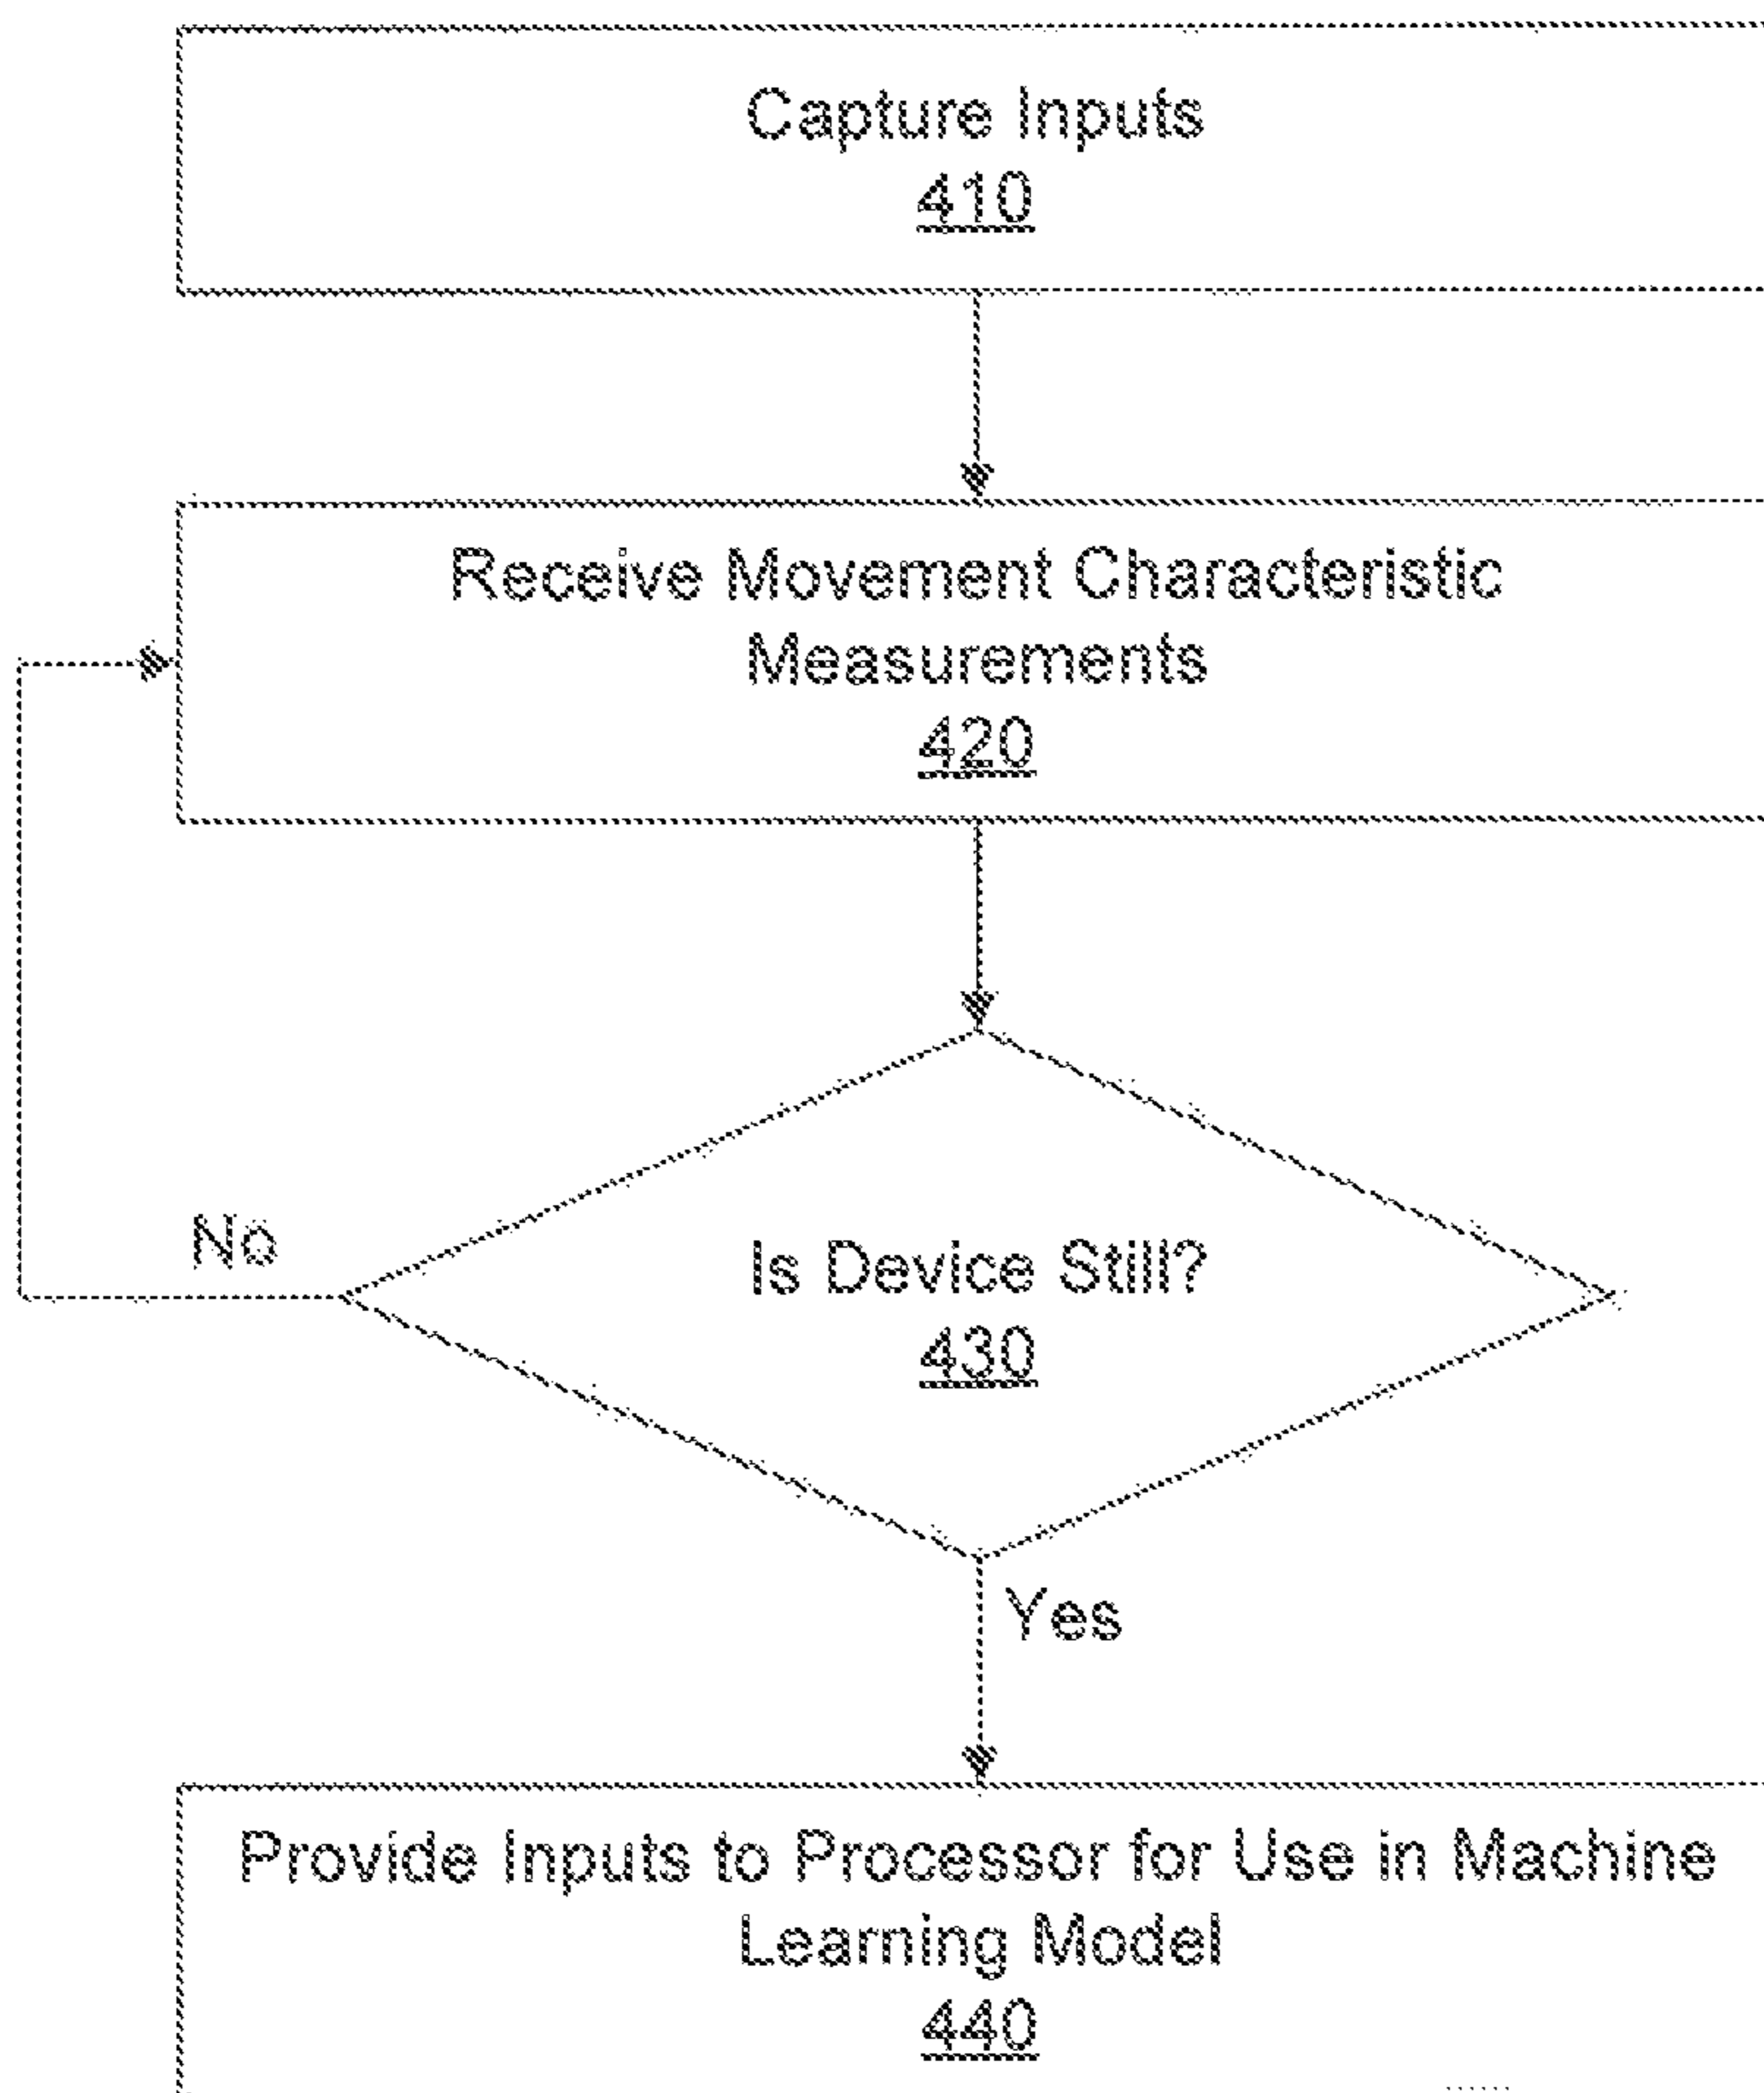 Capture Inputs
410
Receive Movement Characteristic
Measurements
420
No
Is Device Still?
430
Yes
Provide Inputs to Processor for Use in Machine
Learning Model
440